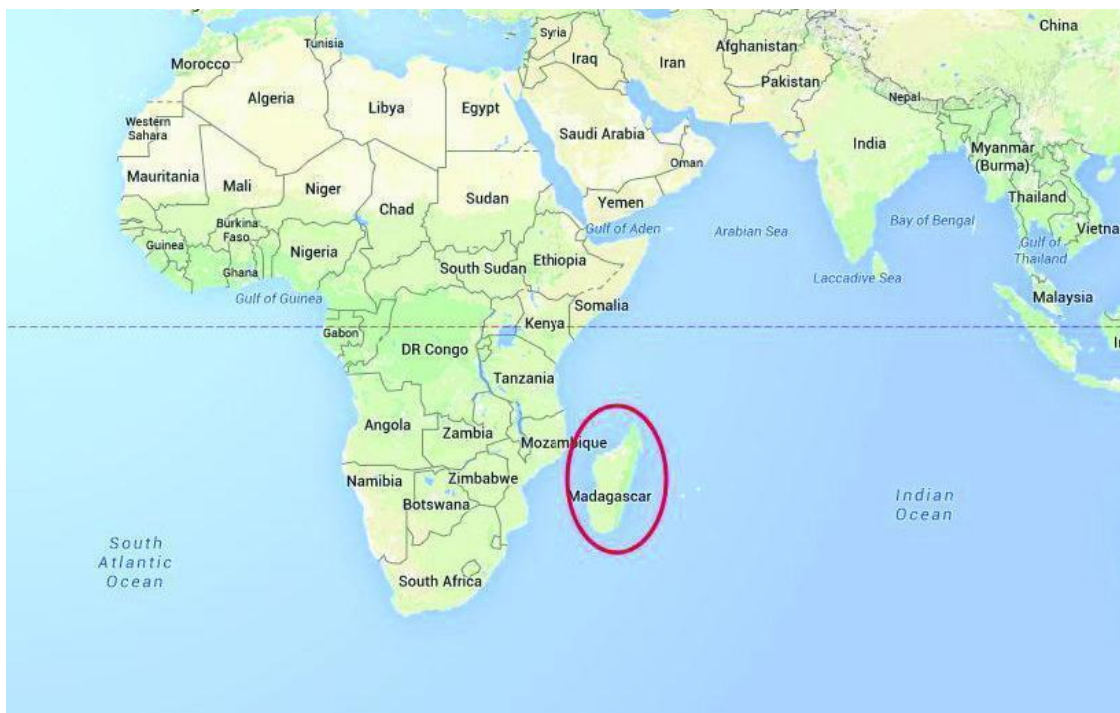 China
Tunisia
Syria
Afghanistan
Iraq
Iran
Morocco
Pakistan
Algeria
Libya
Egypt
Nepal
Western
Sahara
Saudi Arabia
India
Myanmar
(Burma)
Oman
Mauritania
Mali
Niger
Chad
Sudan
Yemen
Thailand
Burkina
Faso
Gulf of Aden
Arabian Sea
Bay of Bengal
Vietnam
Guinea
Nigeria
Ethiopia
Gulf of
Thailand
Ghana
South Sudan
Laccadive Sea
Malaysia
Gulf of Guinea
Somalia
Kenya
Gabon
DR Congo
Tanzania
Angola
Zambia
Mozambique
Namibia
Zimbabwe
Botswana
Madagascar
Indian
Ocean
South
Atlantic
Ocean
South Africa